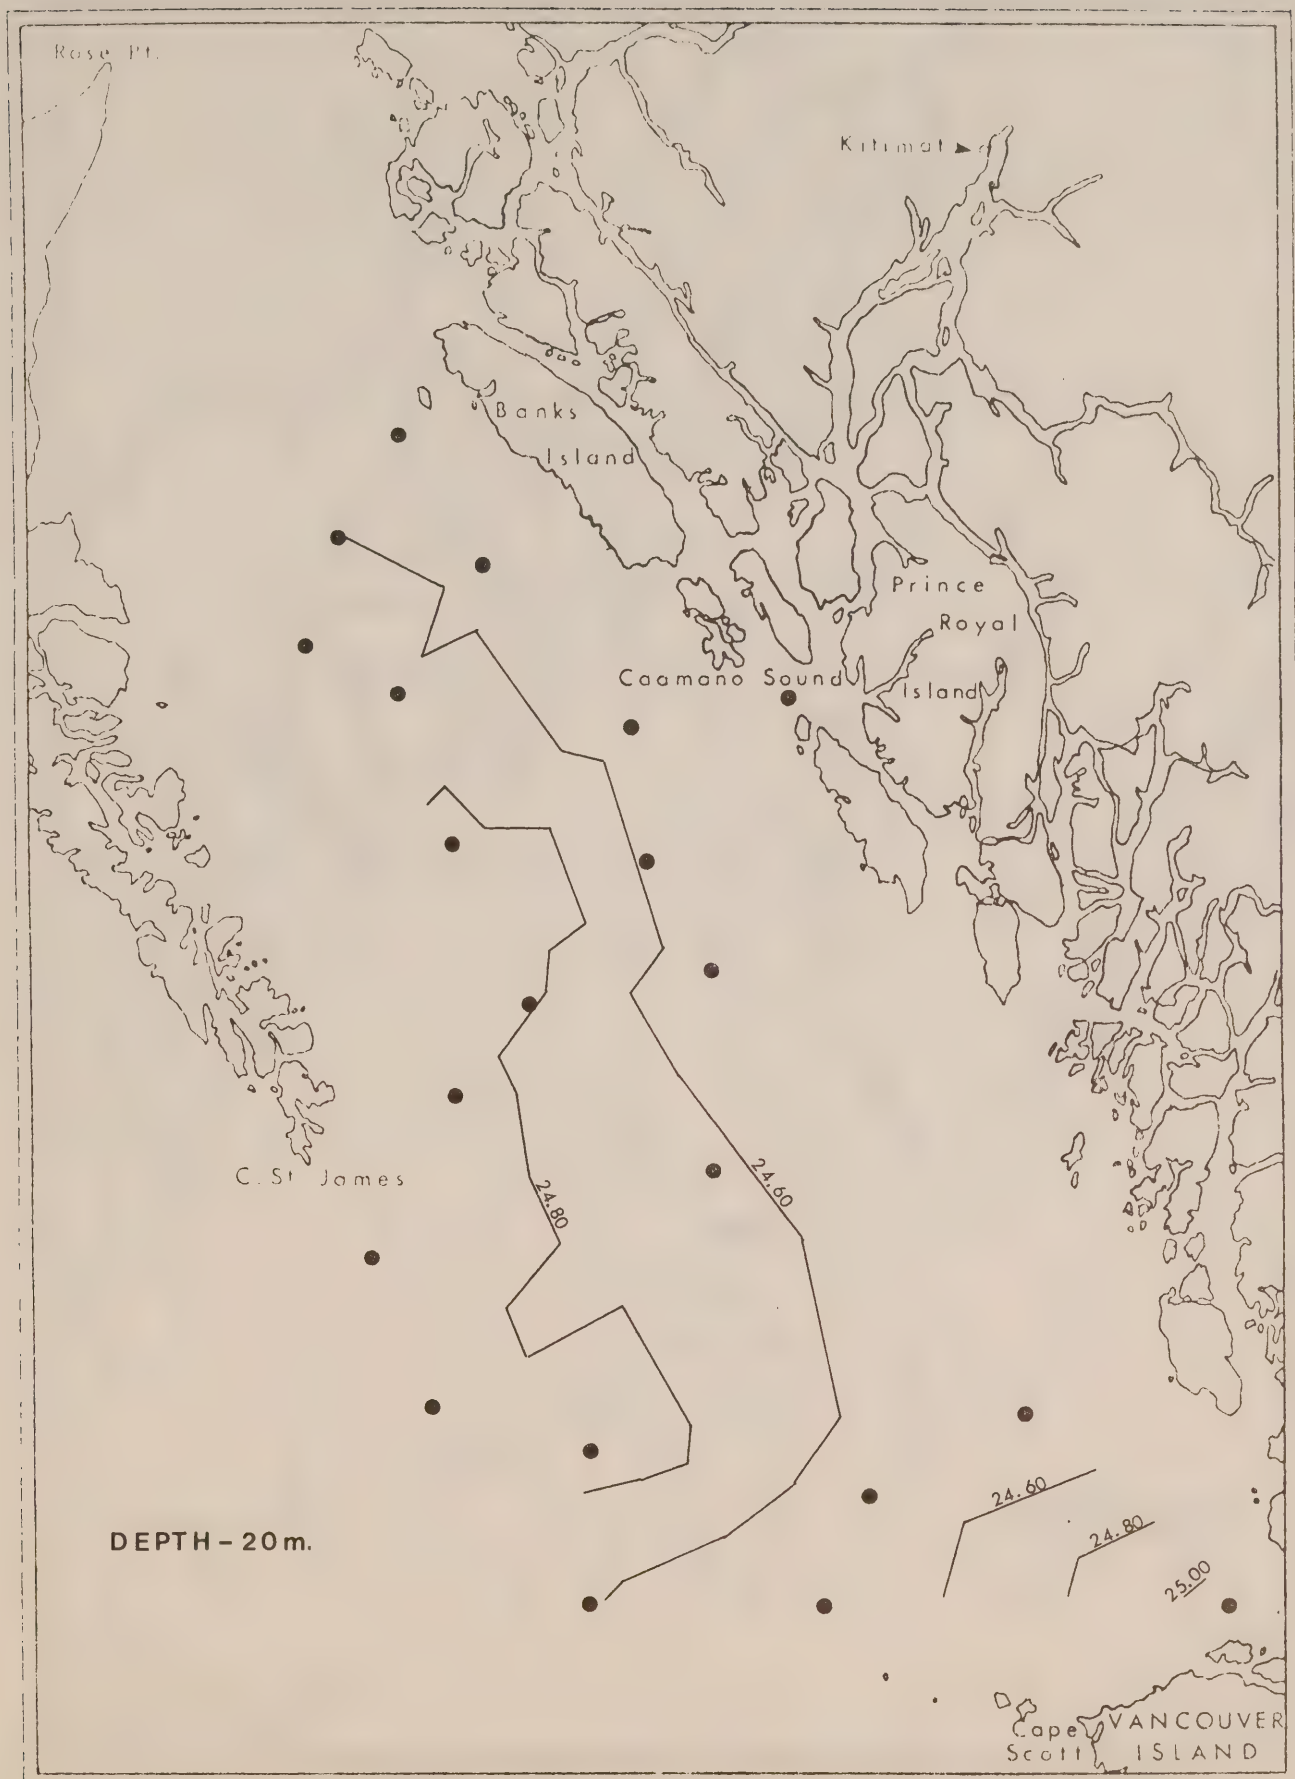 Rose Pt.
Kitimat
Banks
Island
Prince
Royal
Island
Caamano Sound
C. St James
24.80
24.60
24.60
24.80
25.00
DEPTH - 20m.
Cape
Scott
VANCOUVER
ISLAND